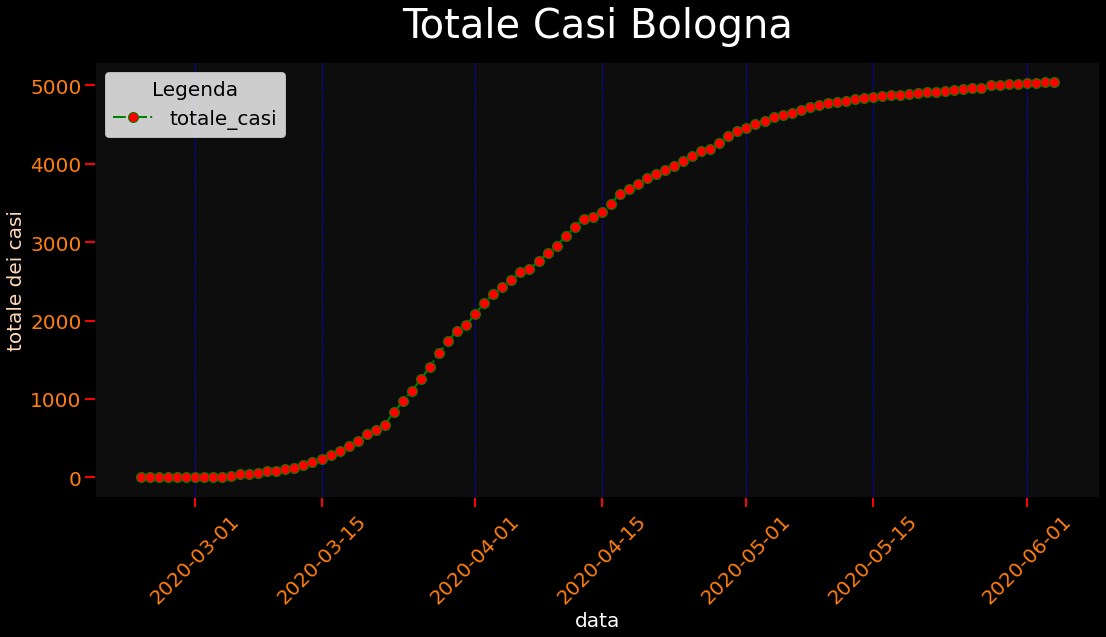 Totale Casi Bologna
Legenda
totale_casi
totale dei casi
5000
4000
3000
2000
1000
0
2020-03-01
2020-03-15
2020-04-01
2020-04-15
2020-05-01
2020-05-15
2020-06-01
data